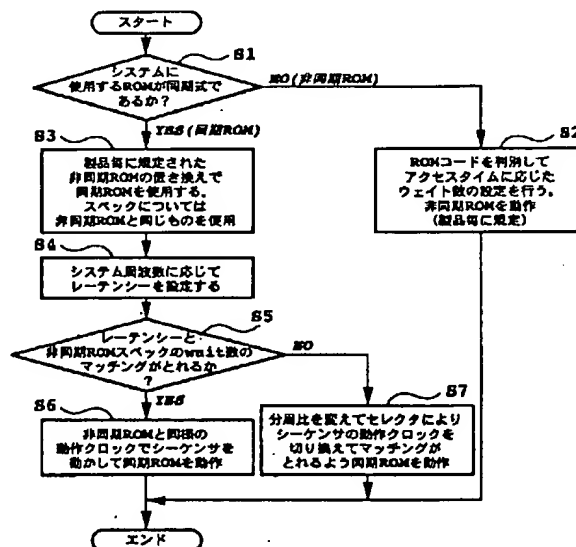 スタート
S1
システムに
使用するROMが同期式で
あるか?
NO(非同期ROM)
YES(同期ROM)
S3
製品毎に規定された
非同期ROMの置き換えで
同期ROMを使用する。
スペックについては
非同期ROMと同じものを使用
S2
ROMコードを判別して
アクセスタイムに応じた
ウェイト数の設定を行う。
非同期ROMを動作
(製品毎に規定)
S4
システム周波数に応じて
レーテンシーを設定する
S5
レーテンシーと
非同期ROMスペックのwait数の
マッチングがとれるか
?
NO
YES
S6
非同期ROMと同様の
動作クロックでシーケンサを
動かして同期ROMを動作
S7
分周比を変えてセレクタにより
シーケンサの動作クロックを
切り換えてマッチングが
とれるよう同期ROMを動作
エンド